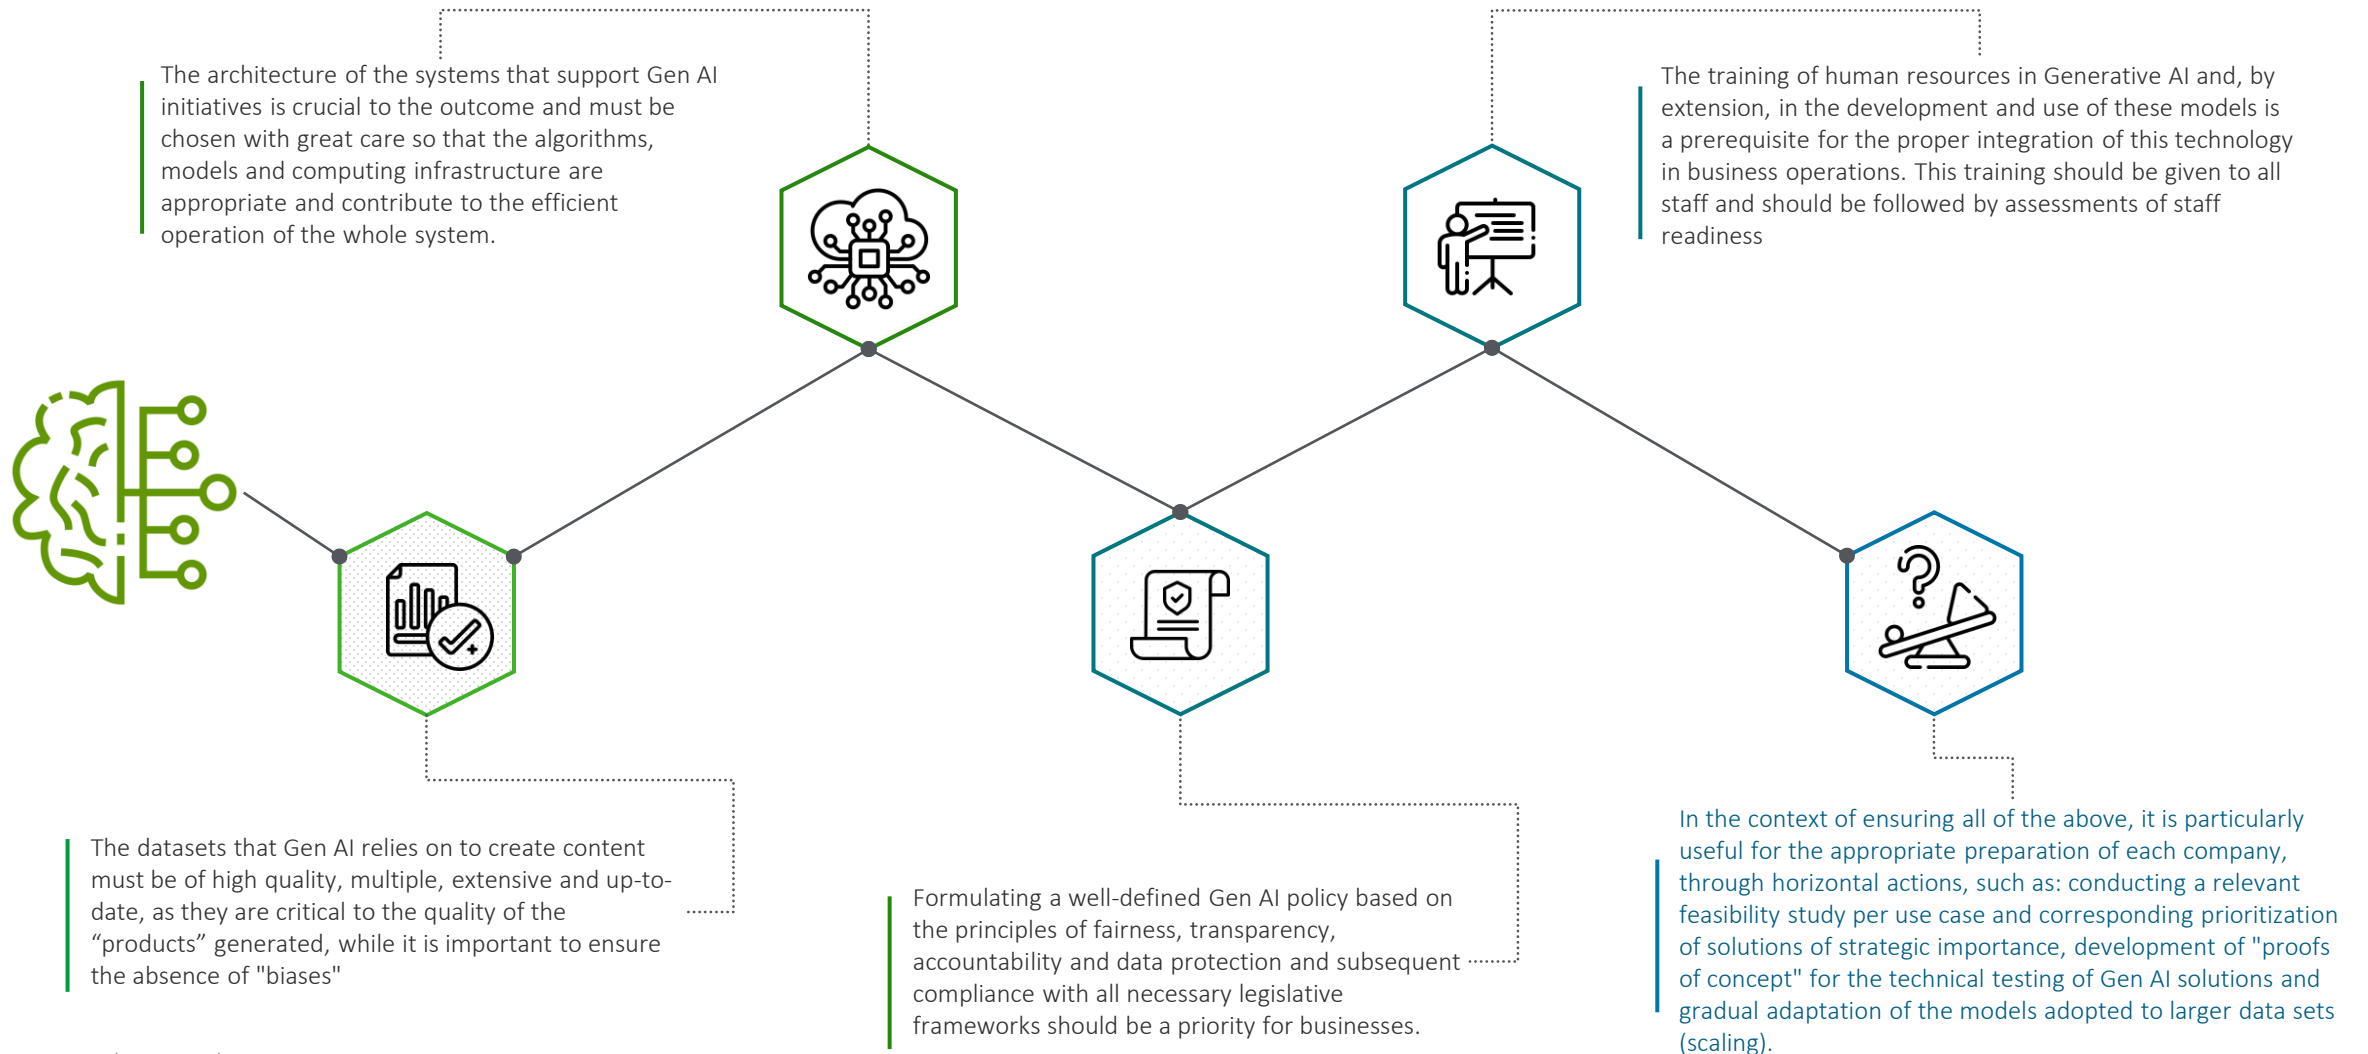 The architecture of the systems that support Gen AI
initiatives is crucial to the outcome and must be
chosen with great care so that the algorithms,
models and computing infrastructure are
appropriate and contribute to the efficient
operation of the whole system.
The training of human resources in Generative AI and, by
extension, in the development and use of these models is
a prerequisite for the proper integration of this technology
in business operations. This training should be given to all
staff and should be followed by assessments of staff
readiness
The datasets that Gen AI relies on to create content
must be of high quality, multiple, extensive and up-to-
date, as they are critical to the quality of the
“products” generated, while it is important to ensure
the absence of "biases"
Formulating a well-defined Gen AI policy based on
the principles of fairness, transparency,
accountability and data protection and subsequent
compliance with all necessary legislative
frameworks should be a priority for businesses.
In the context of ensuring all of the above, it is particularly
useful for the appropriate preparation of each company,
through horizontal actions, such as: conducting a relevant
feasibility study per use case and corresponding prioritization
of solutions of strategic importance, development of "proofs
of concept" for the technical testing of Gen AI solutions and
gradual adaptation of the models adopted to larger data sets
(scaling).